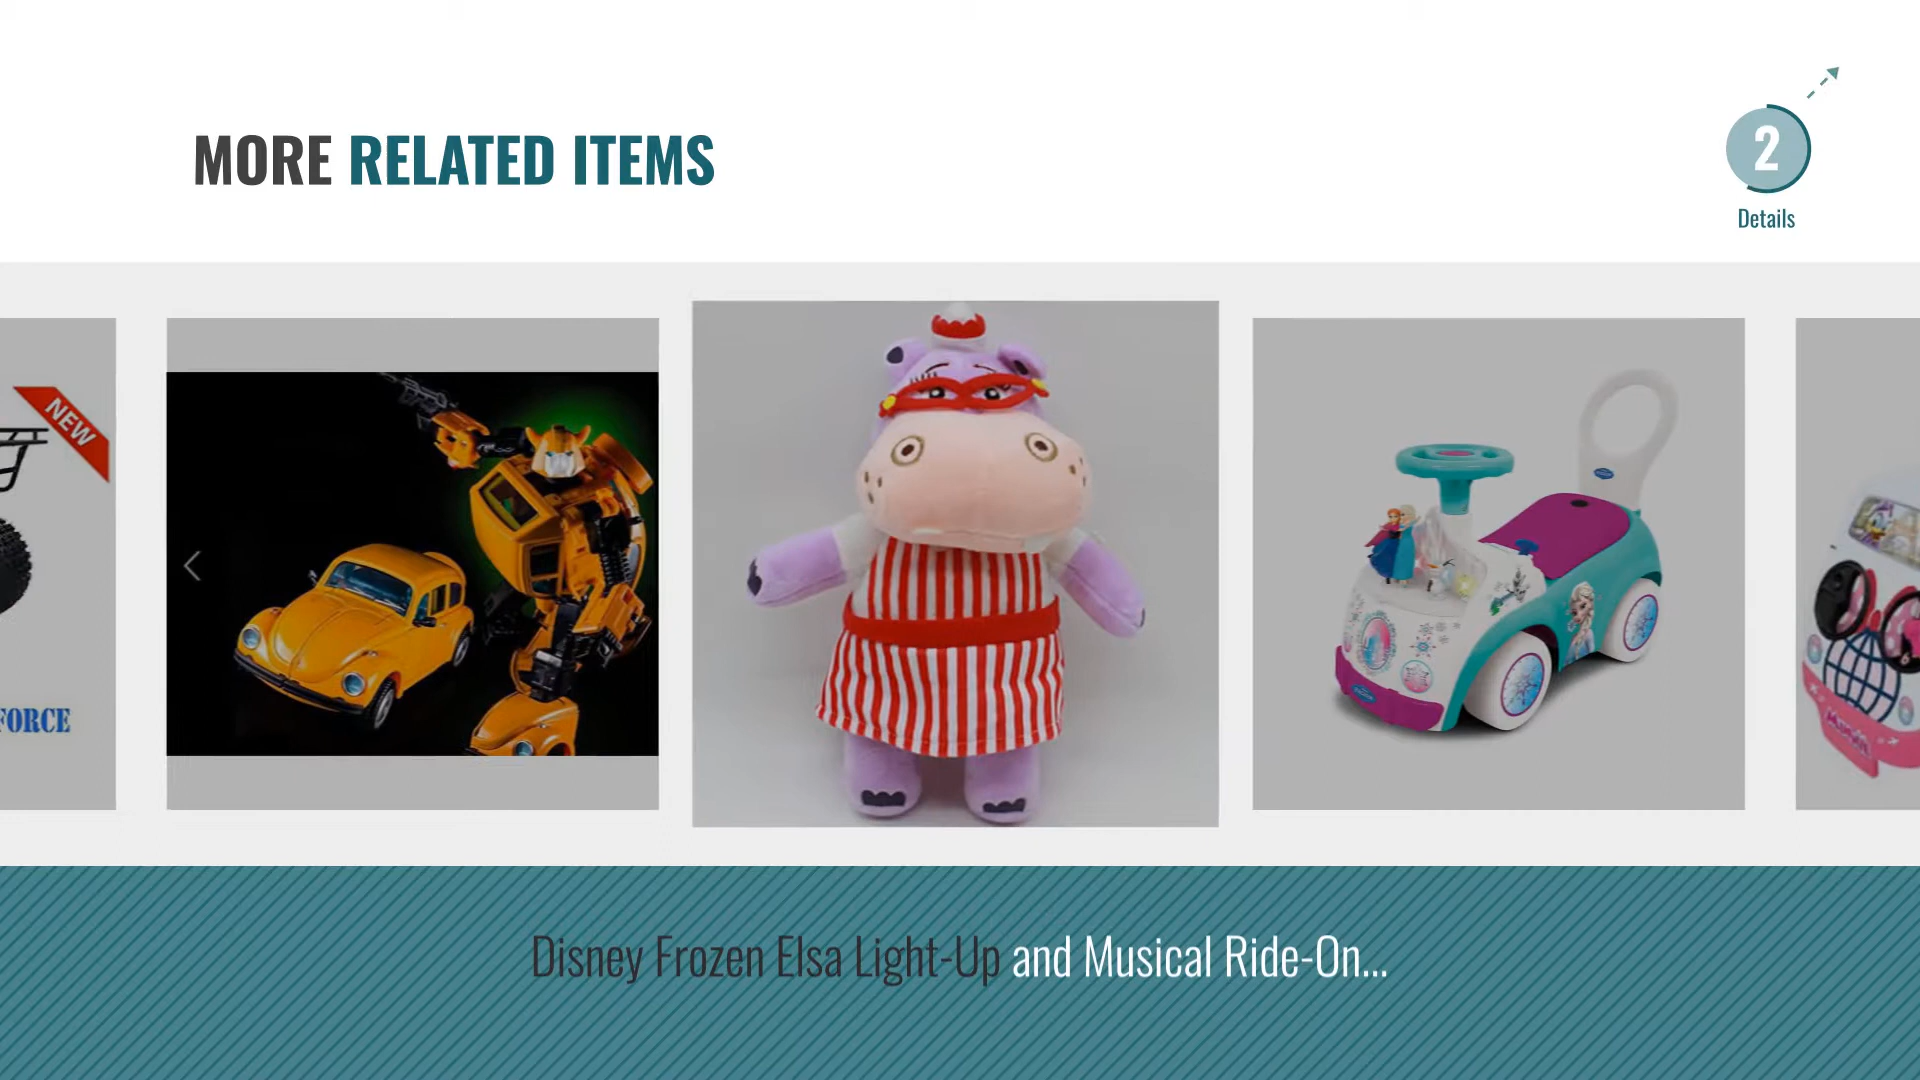 MORE RELATED ITEMS
2
Details
NEW
FORCE
Disney Frozen Elsa Light-Up and Musical Ride-On...